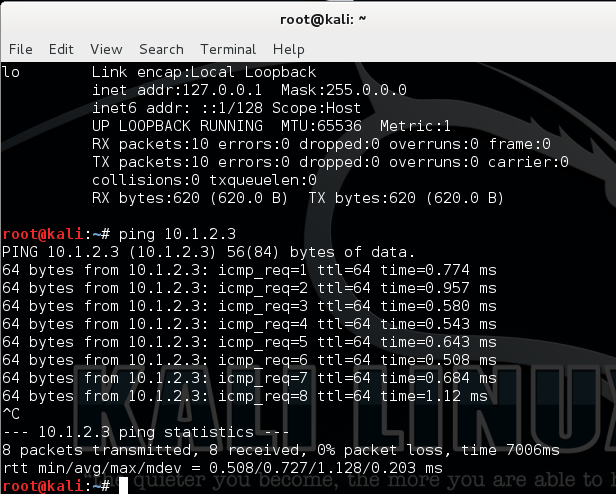 root@kali: ~
File Edit View Search Terminal Help
lo Link encap:Local Loopback
inet addr:127.0.0.1 Mask:255.0.0.0
inet6 addr: ::1/128 Scope:Host
UP LOOPBACK RUNNING MTU:65536 Metric:1
RX packets:10 errors:0 dropped:0 overruns:0 frame:0
TX packets:10 errors:0 dropped:0 overruns:0 carrier:0
collisions:0 txqueuelen:0
RX bytes:620 (620.0 B) TX bytes:620 (620.0 B)
root@kali:~# ping 10.1.2.3
PING 10.1.2.3 (10.1.2.3) 56(84) bytes of data.
64 bytes from 10.1.2.3: icmp_req=1 ttl=64 time=0.774 ms
64 bytes from 10.1.2.3: icmp_req=2 ttl=64 time=0.957 ms
64 bytes from 10.1.2.3: icmp_req=3 ttl=64 time=0.580 ms
64 bytes from 10.1.2.3: icmp_req=4 ttl=64 time=0.543 ms
64 bytes from 10.1.2.3: icmp_req=5 ttl=64 time=0.643 ms
64 bytes from 10.1.2.3: icmp_req=6 ttl=64 time=0.508 ms
64 bytes from 10.1.2.3: icmp_req=7 ttl=64 time=0.684 ms
64 bytes from 10.1.2.3: icmp_req=8 ttl=64 time=1.12 ms
^C
--- 10.1.2.3 ping statistics ---
8 packets transmitted, 8 received, 0% packet loss, time 7006ms
rtt min/avg/max/mdev = 0.508/0.727/1.128/0.203 ms
root@kali:~#
KALI LINUX
quieter you become, the more you are able to